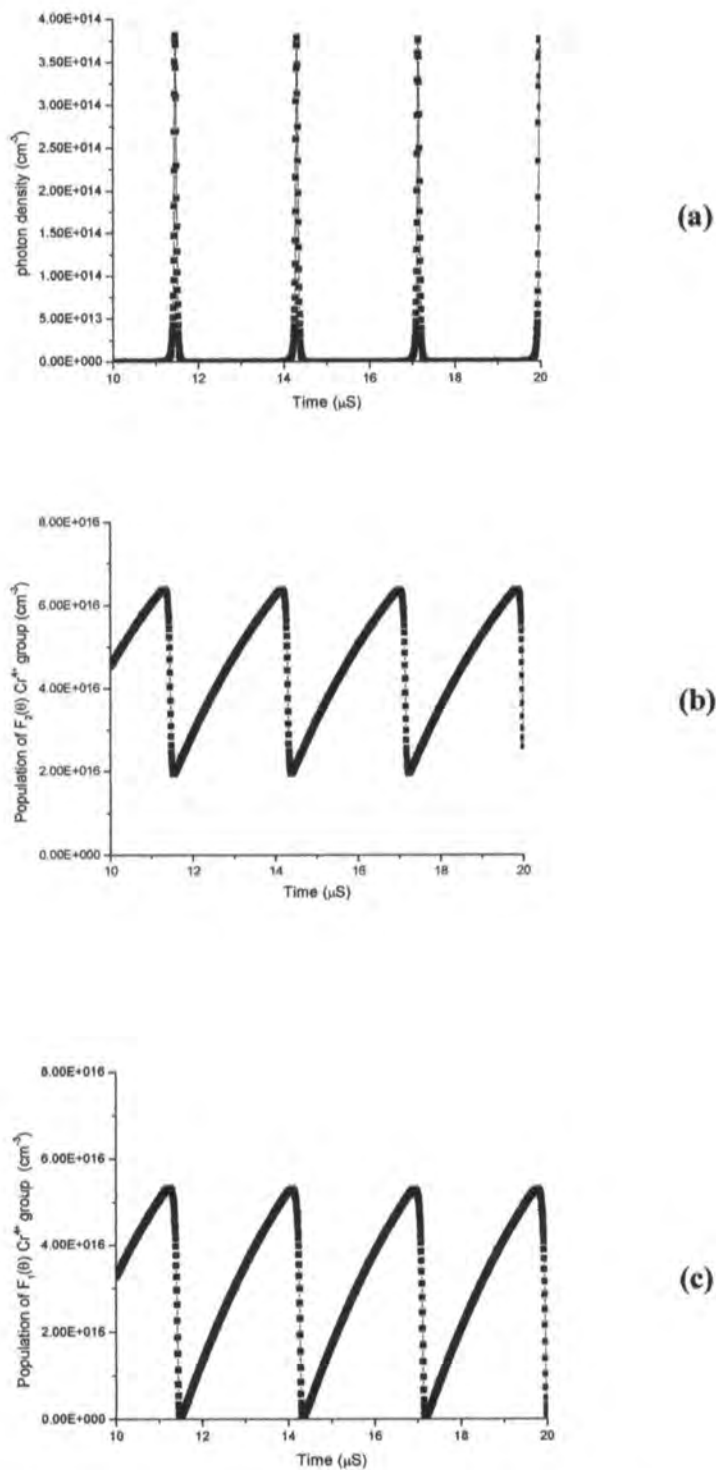 4.00E+014
3.50E+014
3.00E+014
2.50E+014
2.00E+014
1.50E+014
1.00E+014
5.00E+013
0.00E+000
photon density (cm⁻³)
10 12 14 16 18 20
Time (μS)
(a)
8.00E+016
6.00E+016
4.00E+016
2.00E+016
0.00E+000
Population of F₂(θ) Cr⁴⁺ group (cm⁻³)
10 12 14 16 18 20
Time (μS)
(b)
8.00E+016
6.00E+016
4.00E+016
2.00E+016
0.00E+000
Population of F₁(θ) Cr⁴⁺ group (cm⁻³)
10 12 14 16 18 20
Time (μS)
(c)